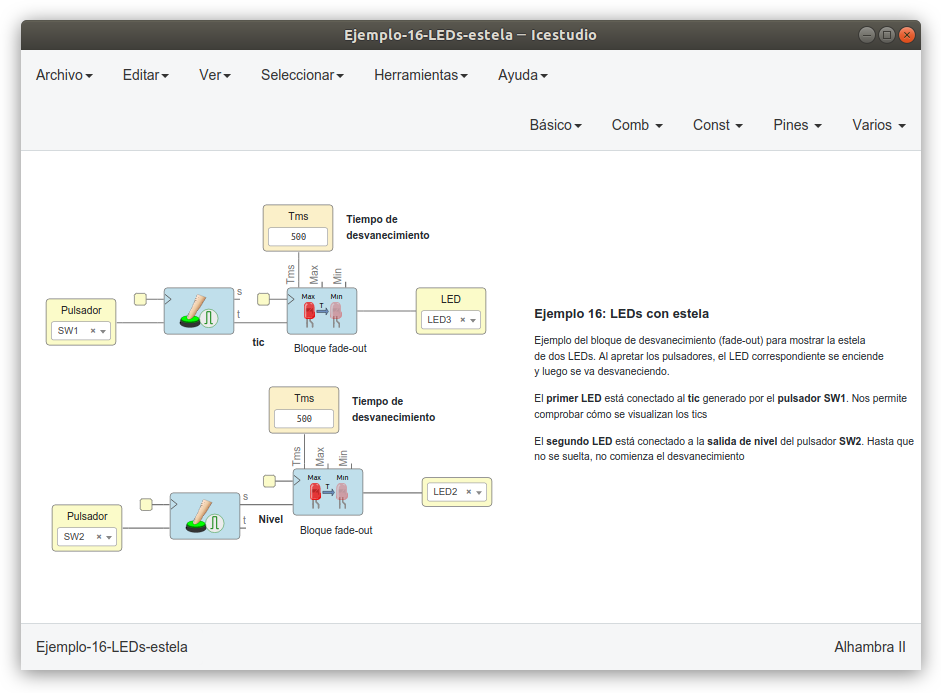 Ejemplo-16-LEDs-estela — Icestudio
Archivo Editar Ver Seleccionar Herramientas Ayuda
Básico Comb Const Pines Varios
Tms
500
Tiempo de
desvanecimiento
Tms Max Min
Pulsador
SW1
s
t
tic
Max Min
T
Bloque fade-out
LED
LED3
Tms
500
Tiempo de
desvanecimiento
Tms Max Min
Pulsador
SW2
s
t
Nivel
Max Min
T
Bloque fade-out
LED2
Ejemplo 16: LEDs con estela
Ejemplo del bloque de desvanecimiento (fade-out) para mostrar la estela
de dos LEDs. Al apretar los pulsadores, el LED correspondiente se enciende
y luego se va desvaneciendo.
El primer LED está conectado al tic generado por el pulsador SW1. Nos permite
comprobar cómo se visualizan los tics
El segundo LED está conectado a la salida de nivel del pulsador SW2. Hasta que
no se suelta, no comienza el desvanecimiento
Ejemplo-16-LEDs-estela
Alhambra II